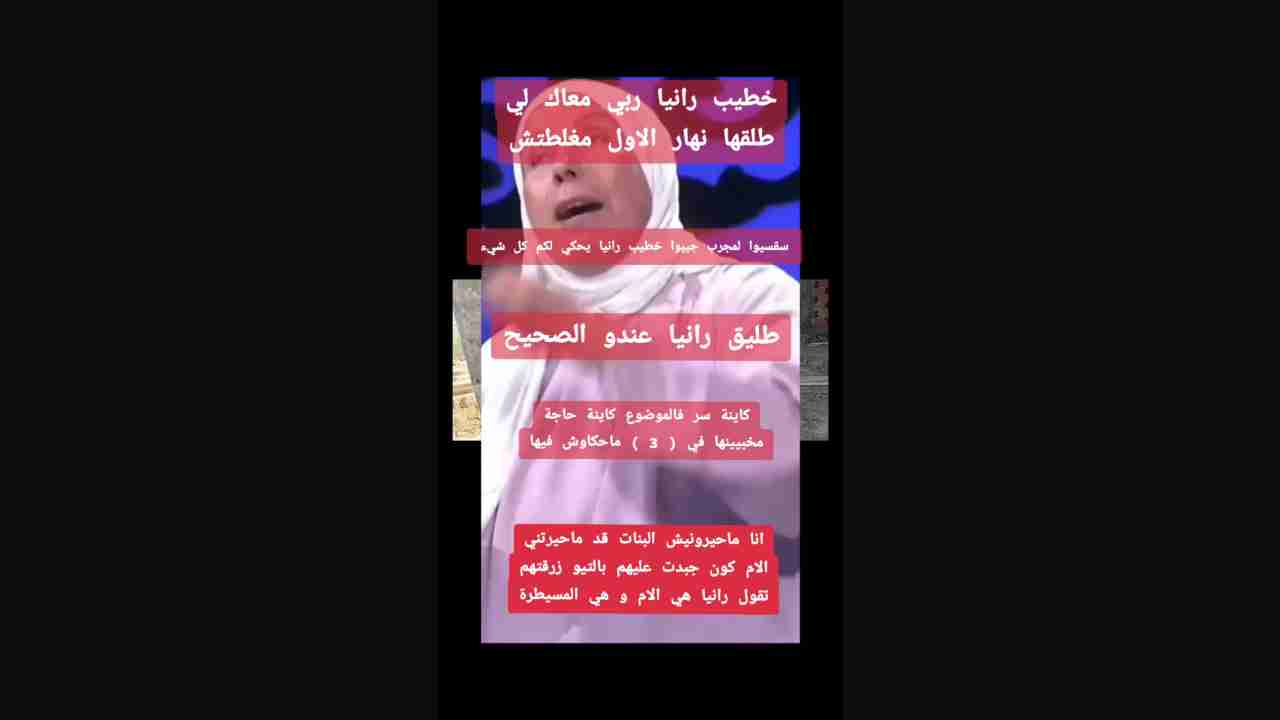 خطيب رانيا ربي معاك لي
طلقها نهار الاول مغلطتش
سقسيوا لمجرب جيبوا خطيب رانيا يحكي لكم كل شيء
طليق رانيا عندو الصحيح
كاينة سر فالموضوع كاينة حاجة
مخبيينها في ( 3 ) ماحكاوش فيها
انا ماحيرونيش البنات قد ماحيرتني
الام كون جبدت عليهم بالتيو زرقتهم
تقول رانيا هي الام و هي المسيطرة